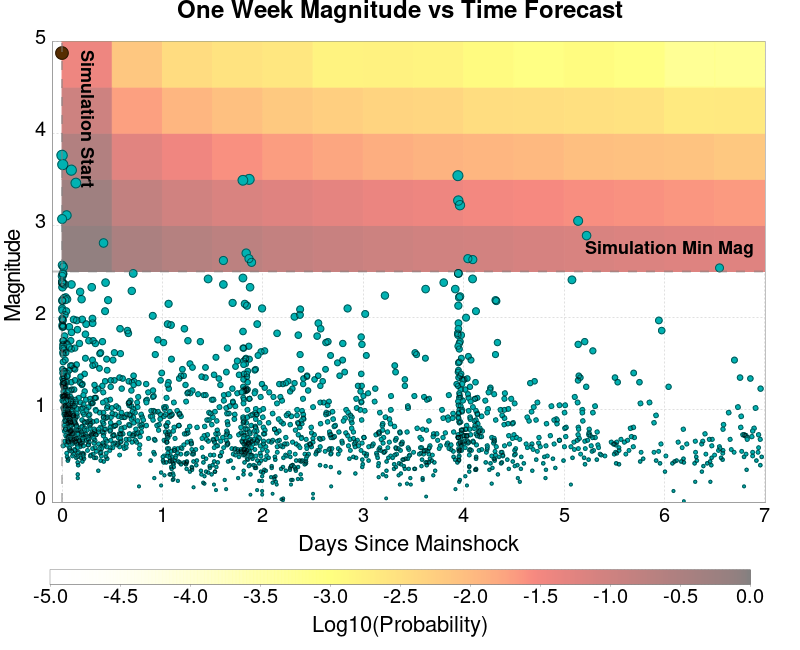 One Week Magnitude vs Time Forecast
5
4
3
2
1
0
Magnitude
Simulation Start
Simulation Min Mag
0 1 2 3 4 5 6 7
Days Since Mainshock
-5.0 -4.5 -4.0 -3.5 -3.0 -2.5 -2.0 -1.5 -1.0 -0.5 0.0
Log10(Probability)